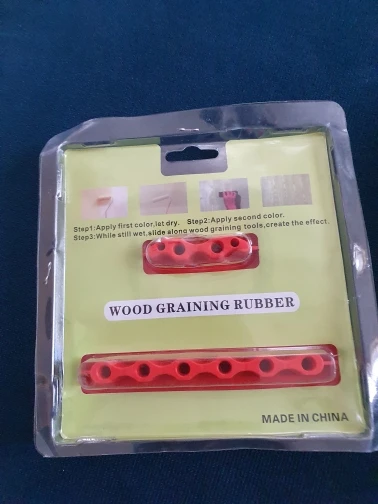 Step1:Apply first color,let dry. Step2:Apply second color.
Step3:While still wet,slide along wood graining tools,create the effect.
WOOD GRAINING RUBBER
MADE IN CHINA